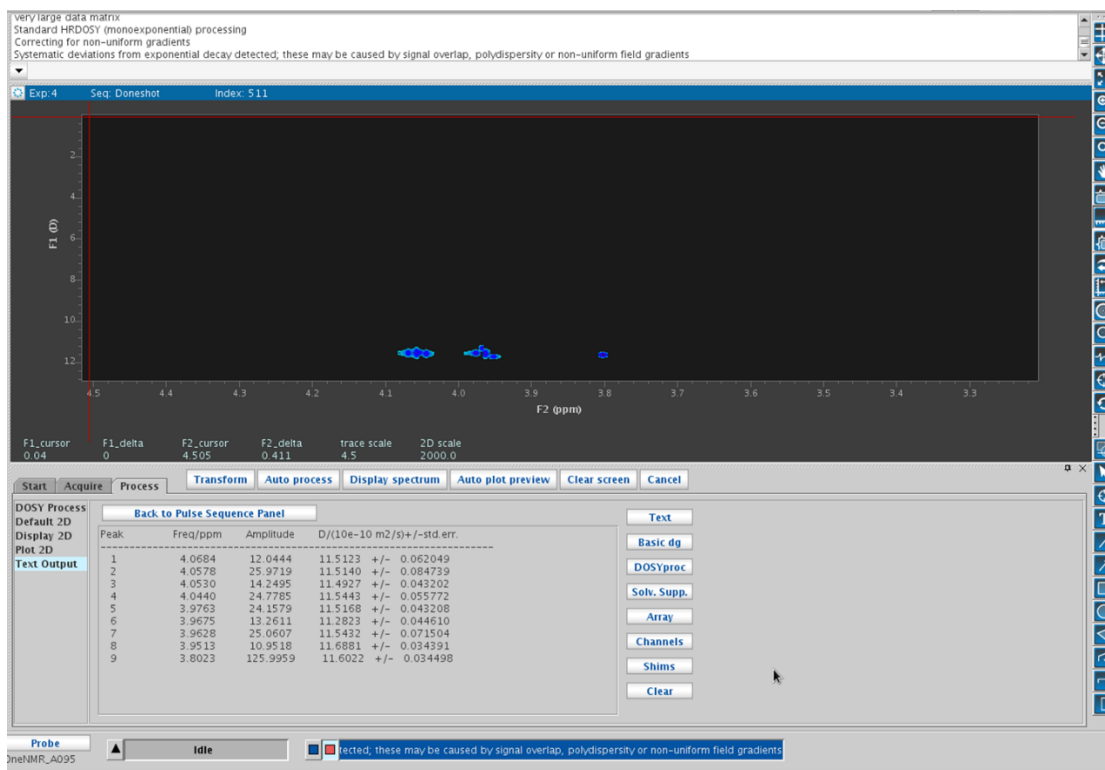 very large data matrix
Standard HRDOSY (monoexponential) processing
Correcting for non-uniform gradients
Systematic deviations from exponential decay detected; these may be caused by signal overlap, polydispersity or non-uniform field gradients
Exp:4 Seq: Doneshot Index: 511
2
4
6
8
10
12
F1 (D)
4.5 4.4 4.3 4.2 4.1 4.0 3.9 3.8 3.7 3.6 3.5 3.4 3.3
F2 (ppm)
F1_cursor F1_delta F2_cursor F2_delta trace scale 2D scale
0.04 0 4.505 0.411 4.5 2000.0
Start Acquire Process Transform Auto process Display spectrum Auto plot preview Clear screen Cancel
DOSY Process
Default 2D
Display 2D
Plot 2D
Text Output
Back to Pulse Sequence Panel
Peak Freq/ppm Amplitude D/(10e-10 m2/s)+/-std.err.
1 4.0684 12.0444 11.5123 +/- 0.062049
2 4.0578 25.9719 11.5140 +/- 0.084739
3 4.0530 14.2495 11.4927 +/- 0.043202
4 4.0440 24.7785 11.5443 +/- 0.055772
5 3.9763 24.1579 11.5168 +/- 0.043208
6 3.9675 13.2611 11.2823 +/- 0.044610
7 3.9628 25.0607 11.5432 +/- 0.071504
8 3.9513 10.9518 11.6881 +/- 0.034391
9 3.8023 125.9959 11.6022 +/- 0.034498
Text
Basic dg
DOSYproc
Solv. Supp.
Array
Channels
Shims
Clear
Probe
OneNMR_A095
Idle
tected; these may be caused by signal overlap, polydispersity or non-uniform field gradients